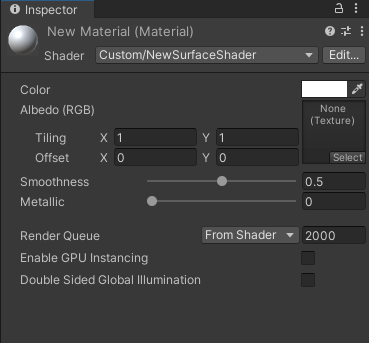 Inspector
New Material (Material)
Shader Custom/NewSurfaceShader Edit...
Color
Albedo (RGB)
None
(Texture)
Tiling X 1 Y 1
Offset X 0 Y 0
Select
Smoothness 0.5
Metallic 0
Render Queue From Shader 2000
Enable GPU Instancing
Double Sided Global Illumination